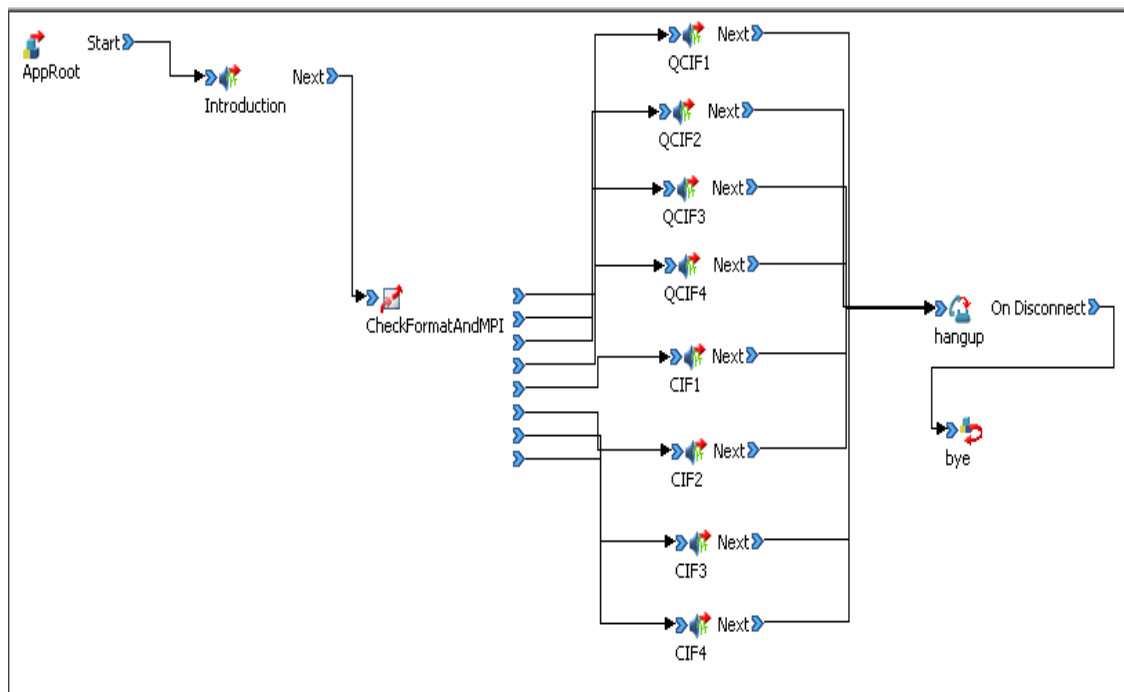 AppRoot
Start
Introduction
Next
CheckFormatAndMPI
QCIF1
Next
QCIF2
Next
QCIF3
Next
QCIF4
Next
CIF1
Next
CIF2
Next
CIF3
Next
CIF4
Next
hangup
On Disconnect
bye